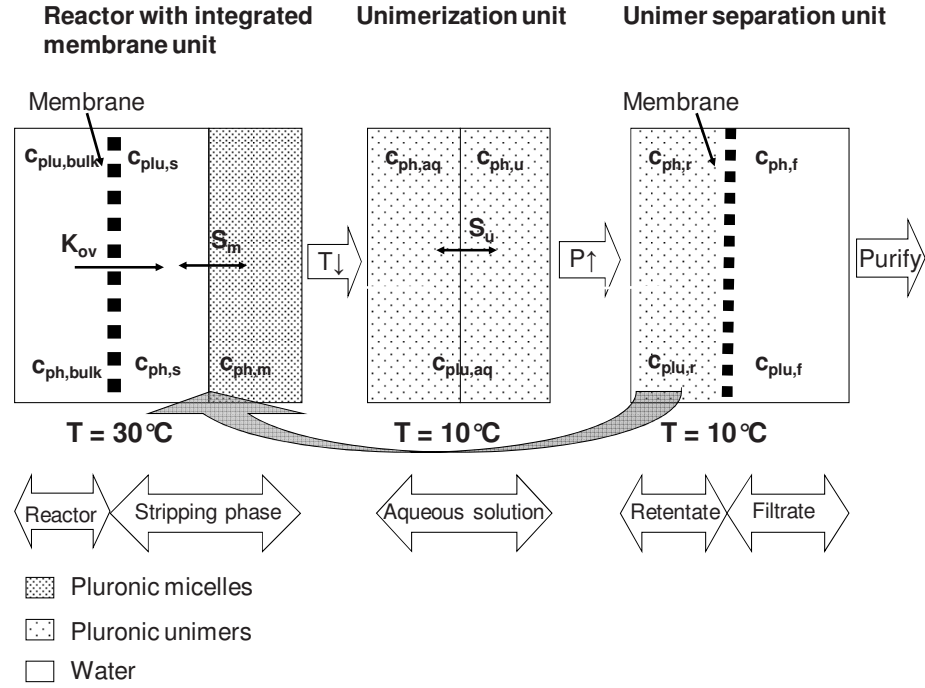 Reactor with integrated
membrane unit
Unimerization unit
Unimer separation unit
Membrane
Membrane
c_plu,bulk
c_plu,s
c_ph,aq
c_ph,u
c_ph,r
c_ph,f
K_ov
S_m
T↓
S_u
P↑
Purify
c_ph,bulk
c_ph,s
c_ph,m
c_plu,aq
c_plu,r
c_plu,f
T = 30°C
T = 10°C
T = 10°C
Reactor
Stripping phase
Aqueous solution
Retentate
Filtrate
Pluronic micelles
Pluronic unimers
Water